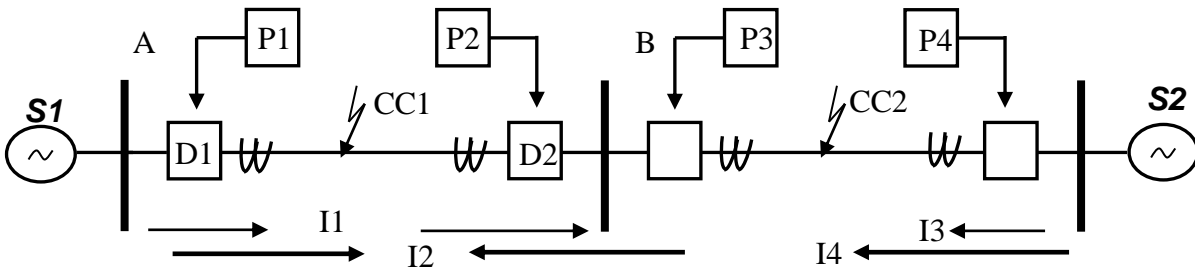 A
P1
P2
B
P3
P4
S1
CC1
CC2
S2
~
D1
D2
~
I1
I2
I4
I3